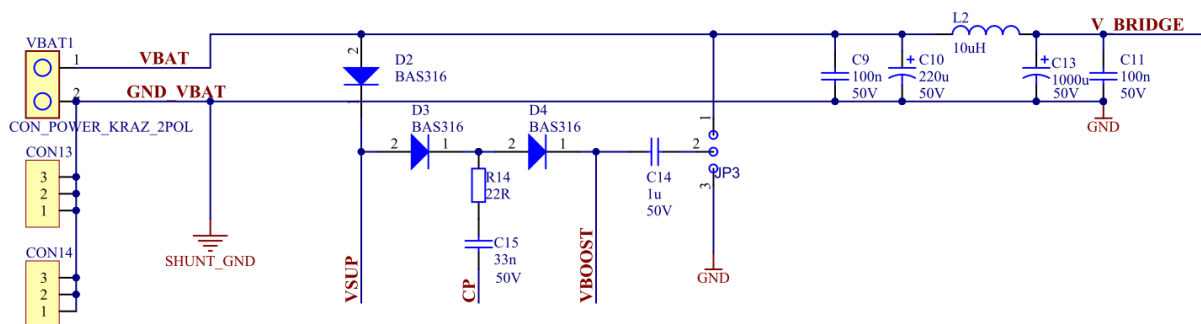 VBAT1
1
VBAT
2
GND_VBAT
CON_POWER_KRAZ_2POL
CON13
3
2
1
CON14
3
2
1
SHUNT_GND
2
D2
BAS316
1
D3
BAS316
2
1
D4
BAS316
2
1
R14
22R
C15
33n
50V
VSUP
CP
VBOOST
C14
1u
50V
1
2
3
JP3
GND
C9
100n
50V
+
C10
220u
50V
L2
10uH
+
C13
1000u
50V
C11
100n
50V
V_BRIDGE
GND